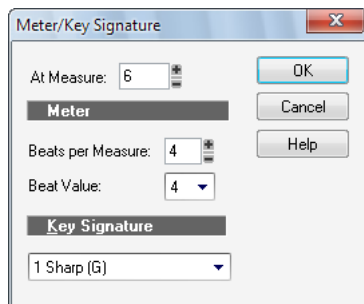 Meter/Key Signature
At Measure: 6
OK
Meter
Cancel
Beats per Measure: 4
Help
Beat Value: 4
Key Signature
1 Sharp (G)